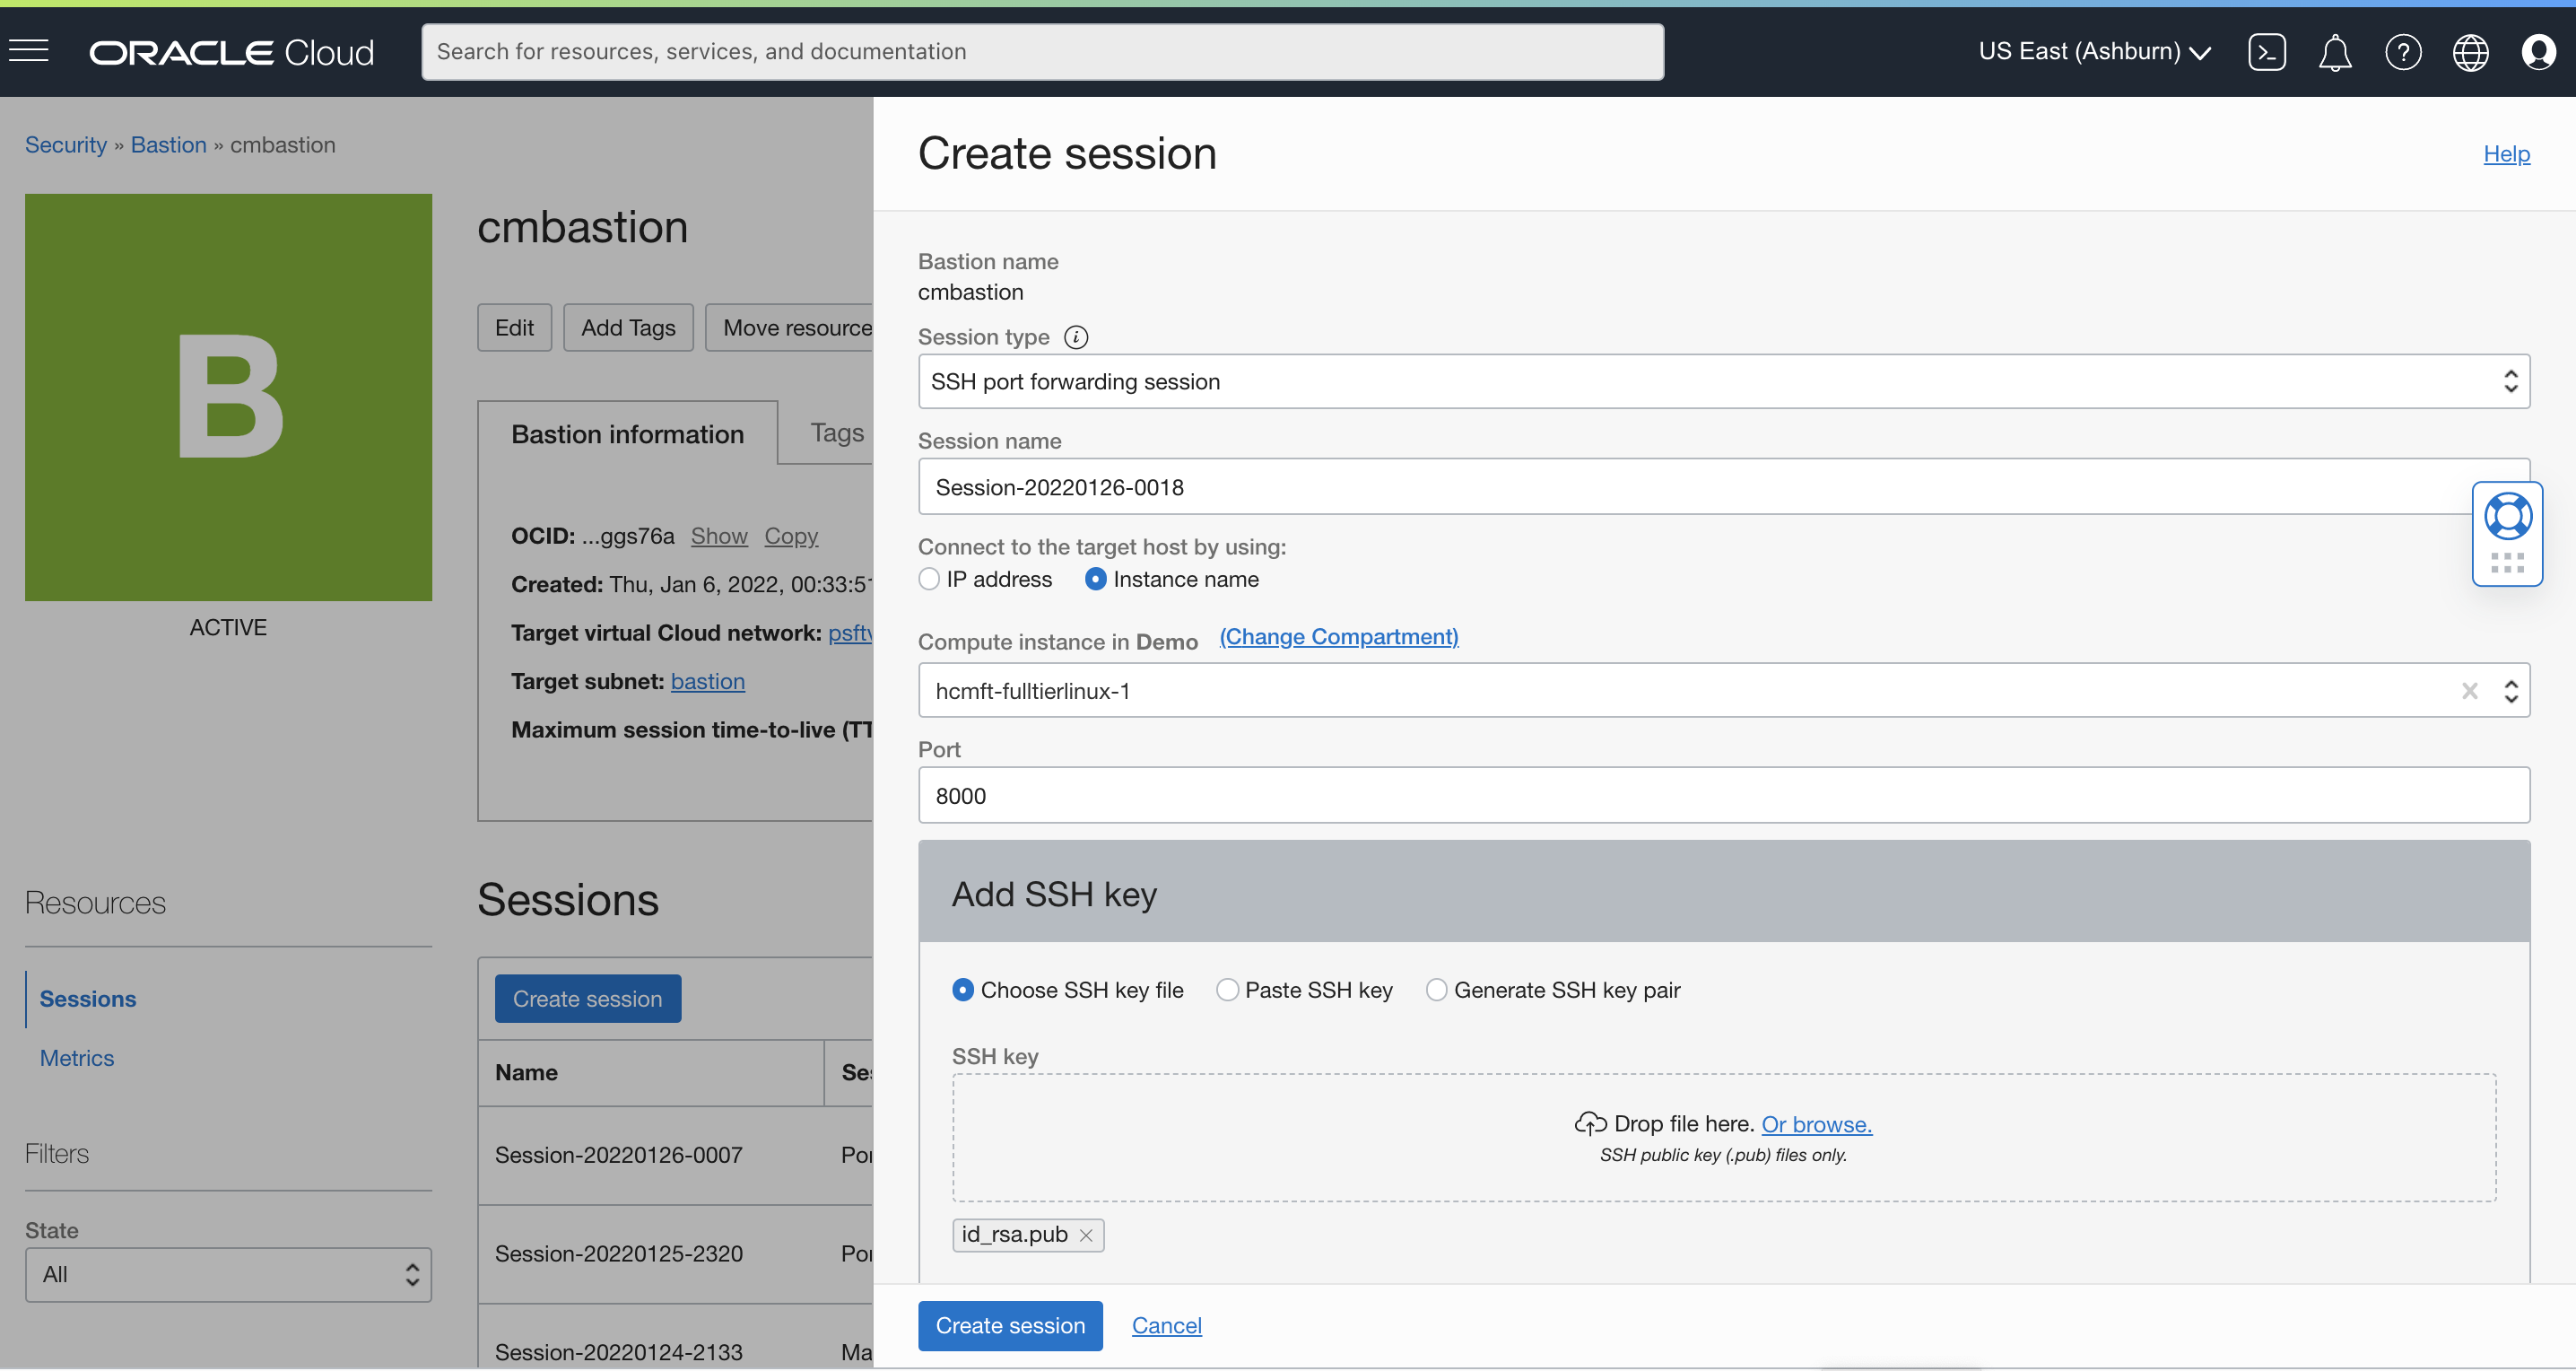 ORACLE Cloud
Search for resources, services, and documentation
US East (Ashburn)
Security » Bastion » cmbastion
B
ACTIVE
cmbastion
Edit
Add Tags
Move resource
Bastion information
Tags
OCID: ...ggs76a Show Copy
Created: Thu, Jan 6, 2022, 00:33:51
Target virtual Cloud network: psftv
Target subnet: bastion
Maximum session time-to-live (TT
Resources
Sessions
Metrics
Filters
State
All
Sessions
Create session
Name
Ses
Session-20220126-0007
Por
Session-20220125-2320
Por
Session-20220124-2133
Ma
Create session
Help
Bastion name
cmbastion
Session type
SSH port forwarding session
Session name
Session-20220126-0018
Connect to the target host by using:
IP address
Instance name
Compute instance in Demo (Change Compartment)
hcmft-fulltierlinux-1
Port
8000
Add SSH key
Choose SSH key file
Paste SSH key
Generate SSH key pair
SSH key
Drop file here. Or browse.
SSH public key (.pub) files only.
id_rsa.pub
Create session
Cancel